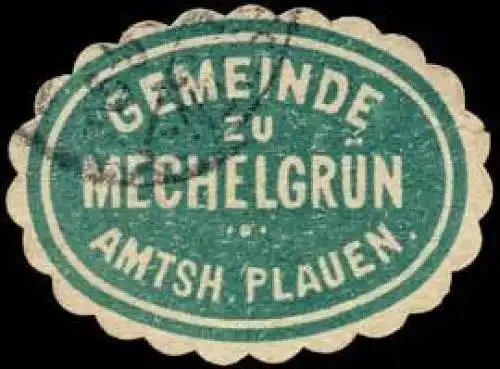 GEMEINDE
ZU
MECHELGRÜN
AMTSH. PLAUEN.